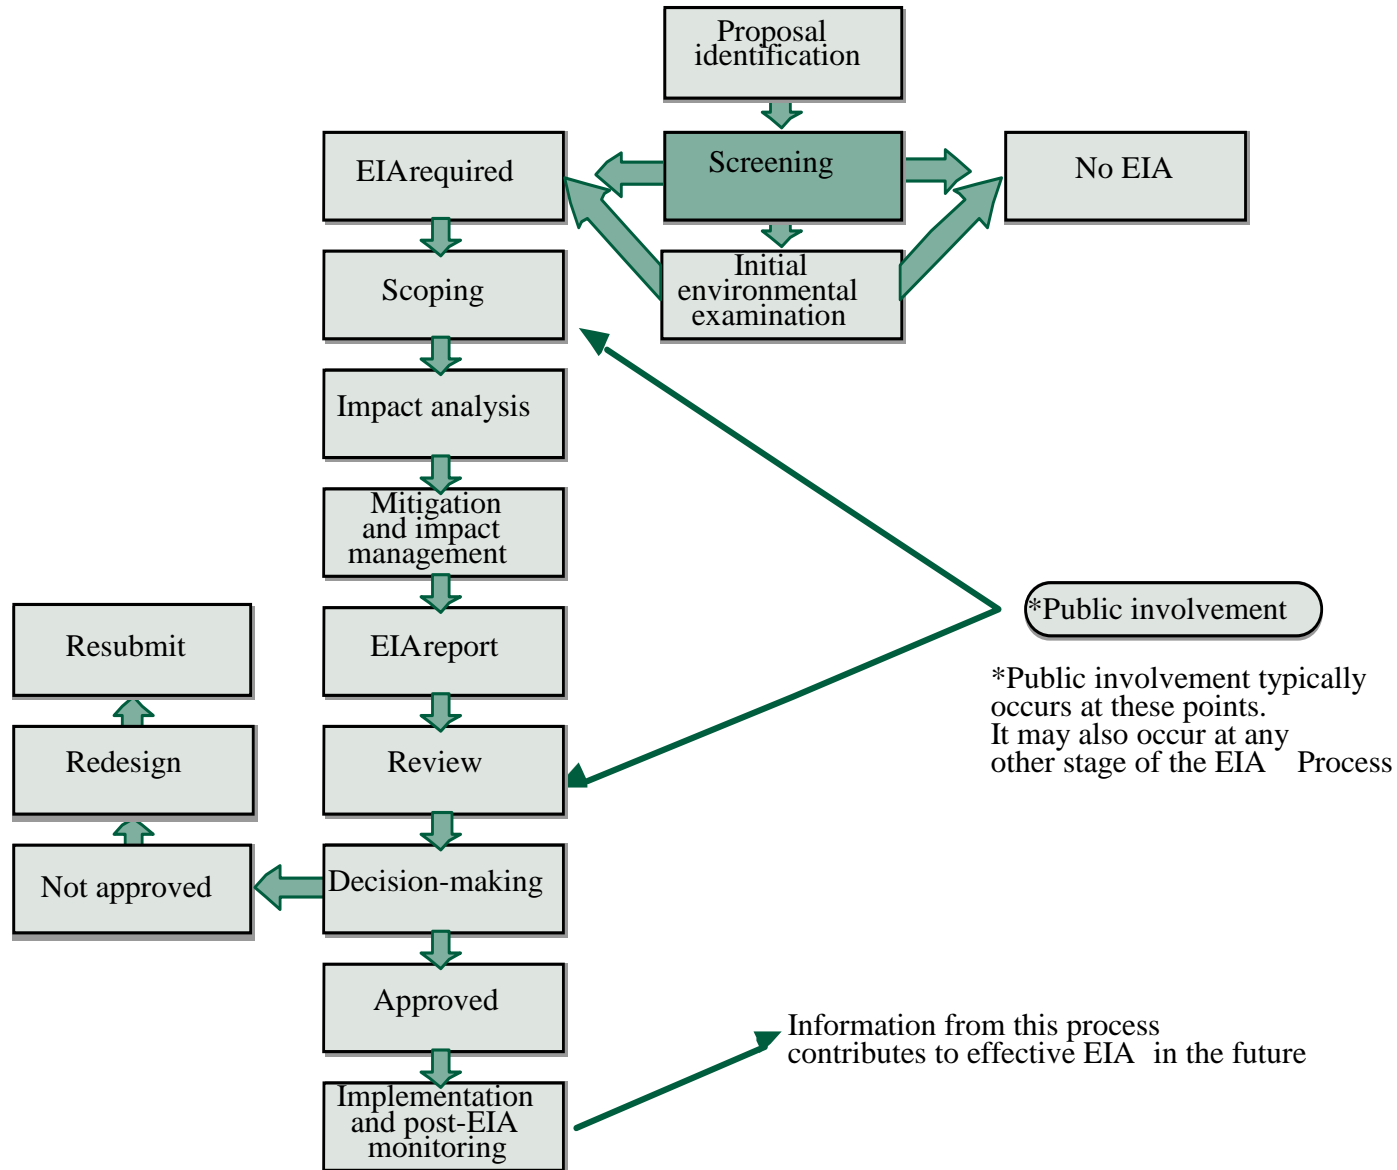 Proposal
identification
EIArequired
Screening
No EIA
Scoping
Initial
environmental
examination
Impact analysis
Mitigation
and impact
management
*Public involvement
Resubmit
EIAreport
*Public involvement typically
occurs at these points.
It may also occur at any
other stage of the EIA Process
Redesign
Review
Not approved
Decision-making
Approved
Information from this process
contributes to effective EIA in the future
Implementation
and post-EIA
monitoring